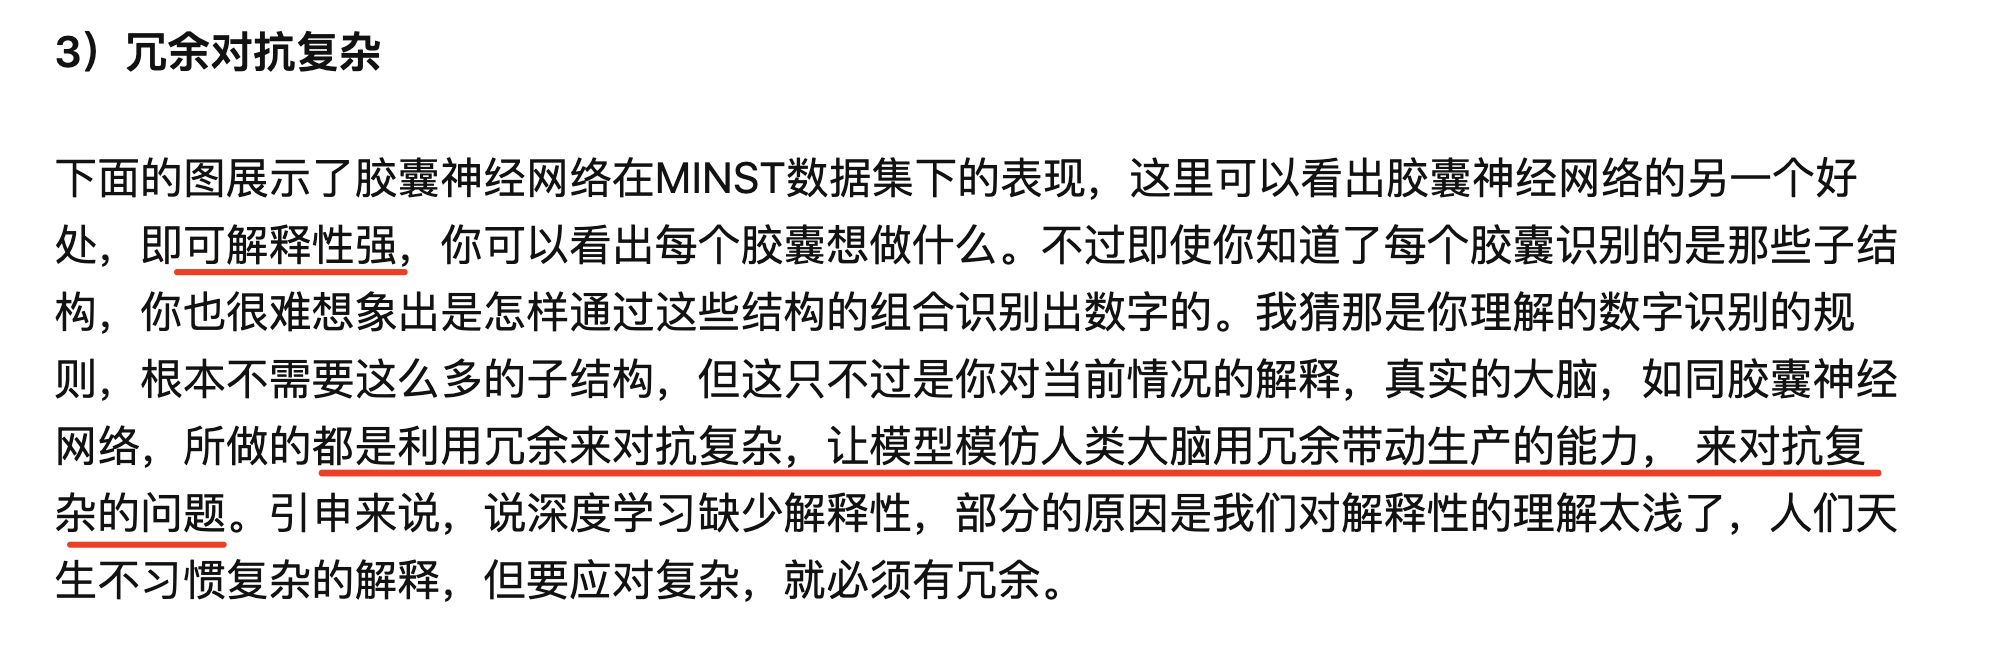 3）冗余对抗复杂
下面的图展示了胶囊神经网络在MINST数据集下的表现，这里可以看出胶囊神经网络的另一个好
处，即可解释性强，你可以看出每个胶囊想做什么。不过即使你知道了每个胶囊识别的是那些子结
构，你也很难想象出是怎样通过这些结构的组合识别出数字的。我猜那是你理解的数字识别的规
则，根本不需要这么多的子结构，但这只不过是你对当前情况的解释，真实的大脑，如同胶囊神经
网络，所做的都是利用冗余来对抗复杂，让模型模仿人类大脑用冗余带动生产的能力， 来对抗复
杂的问题。引申来说，说深度学习缺少解释性，部分的原因是我们对解释性的理解太浅了，人们天
生不习惯复杂的解释，但要应对复杂，就必须有冗余。